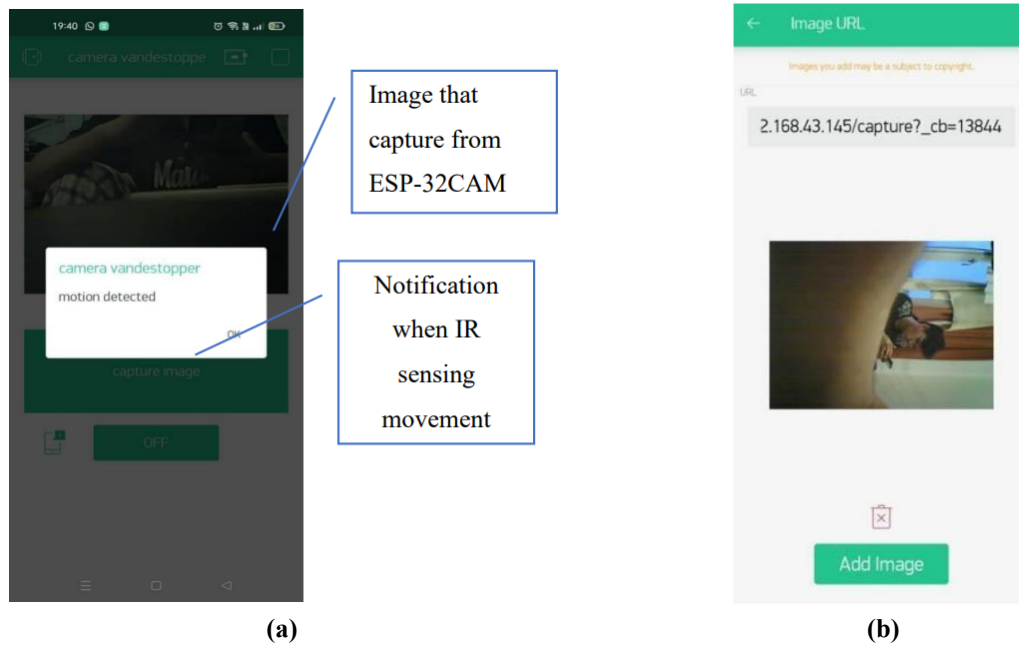 19:40
camera vandestoppe
camera vandestopper
motion detected
OK
capture image
OFF
(a)
Image that
capture from
ESP-32CAM
Notification
when IR
sensing
movement
Image URL
Images you add may be a subject to copyright.
URL
2.168.43.145/capture?_cb=13844
Add Image
(b)